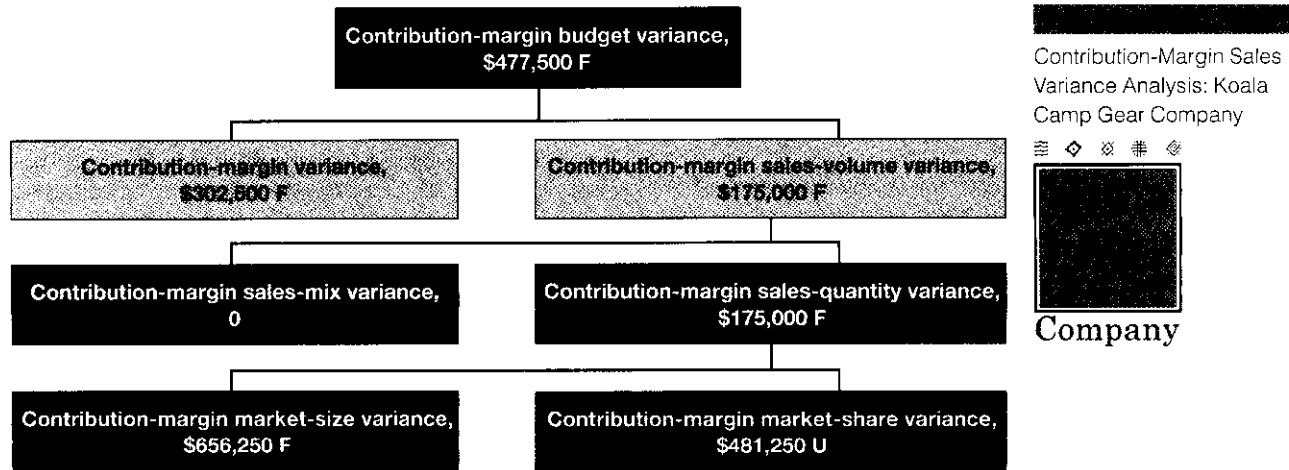 Contribution-margin budget variance,
$477,500 F
Contribution-margin variance,
$302,500 F
Contribution-margin sales-volume variance,
$175,000 F
Contribution-margin sales-mix variance,
0
Contribution-margin sales-quantity variance,
$175,000 F
Contribution-margin market-size variance,
$656,250 F
Contribution-margin market-share variance,
$481,250 U
Contribution-Margin Sales
Variance Analysis: Koala
Camp Gear Company
Company